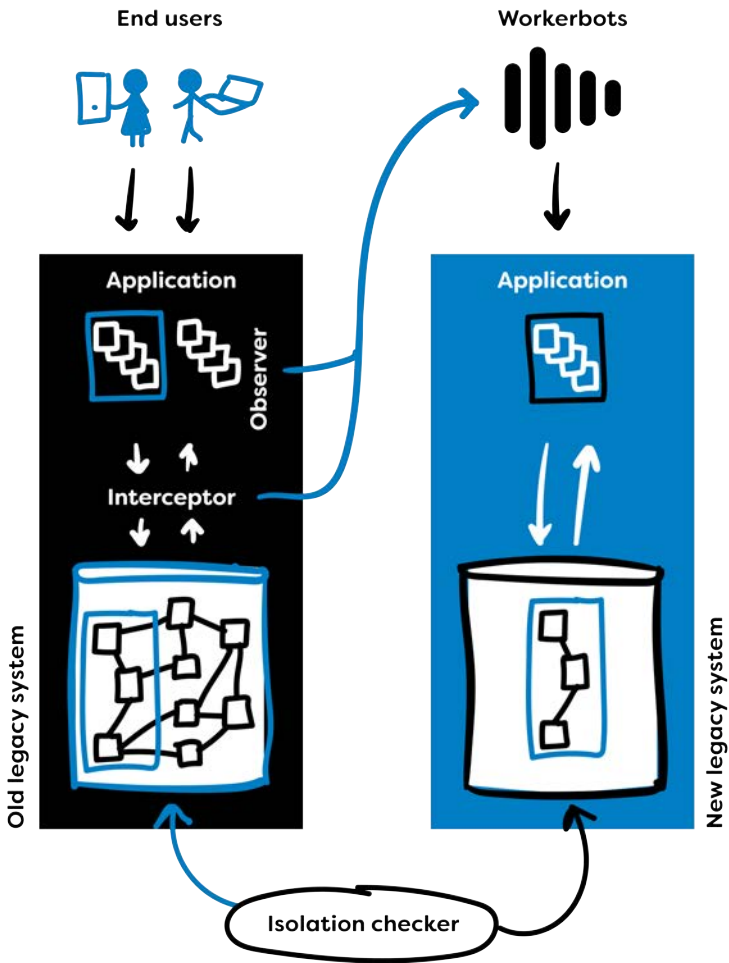 End users
Workerbots
Application
Application
Observer
Interceptor
Old legacy system
New legacy system
Isolation checker